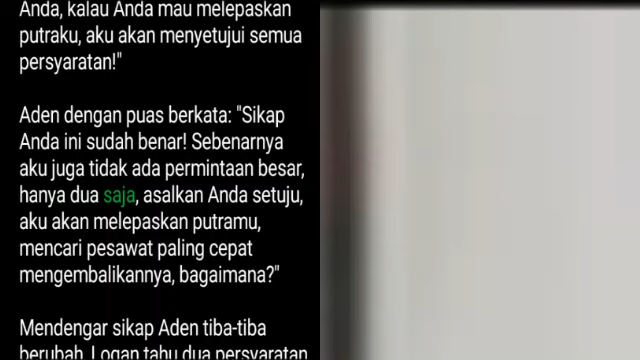 Anda, kalau Anda mau melepaskan
putraku, aku akan menyetujui semua
persyaratan!"
Aden dengan puas berkata: "Sikap
Anda ini sudah benar! Sebenarnya
aku juga tidak ada permintaan besar,
hanya dua saja, asalkan Anda setuju,
aku akan melepaskan putramu,
mencari pesawat paling cepat
mengembalikannya, bagaimana?"
Mendengar sikap Aden tiba-tiba
berubah, Logan tahu dua persyaratan